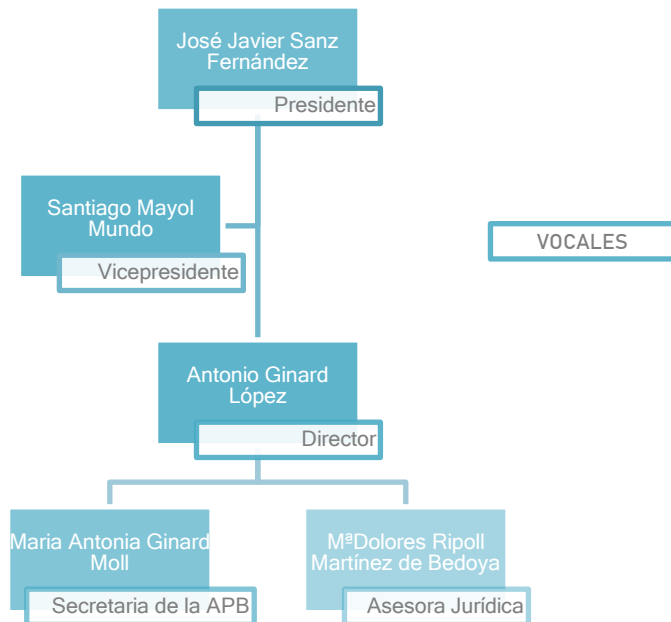 José Javier Sanz
Fernández
Presidente
Santiago Mayol
Mundo
Vicepresidente
VOCALES
Antonio Ginard
López
Director
Maria Antonia Ginard
Moll
Secretaria de la APB
MªDolores Ripoll
Martínez de Bedoya
Asesora Jurídica